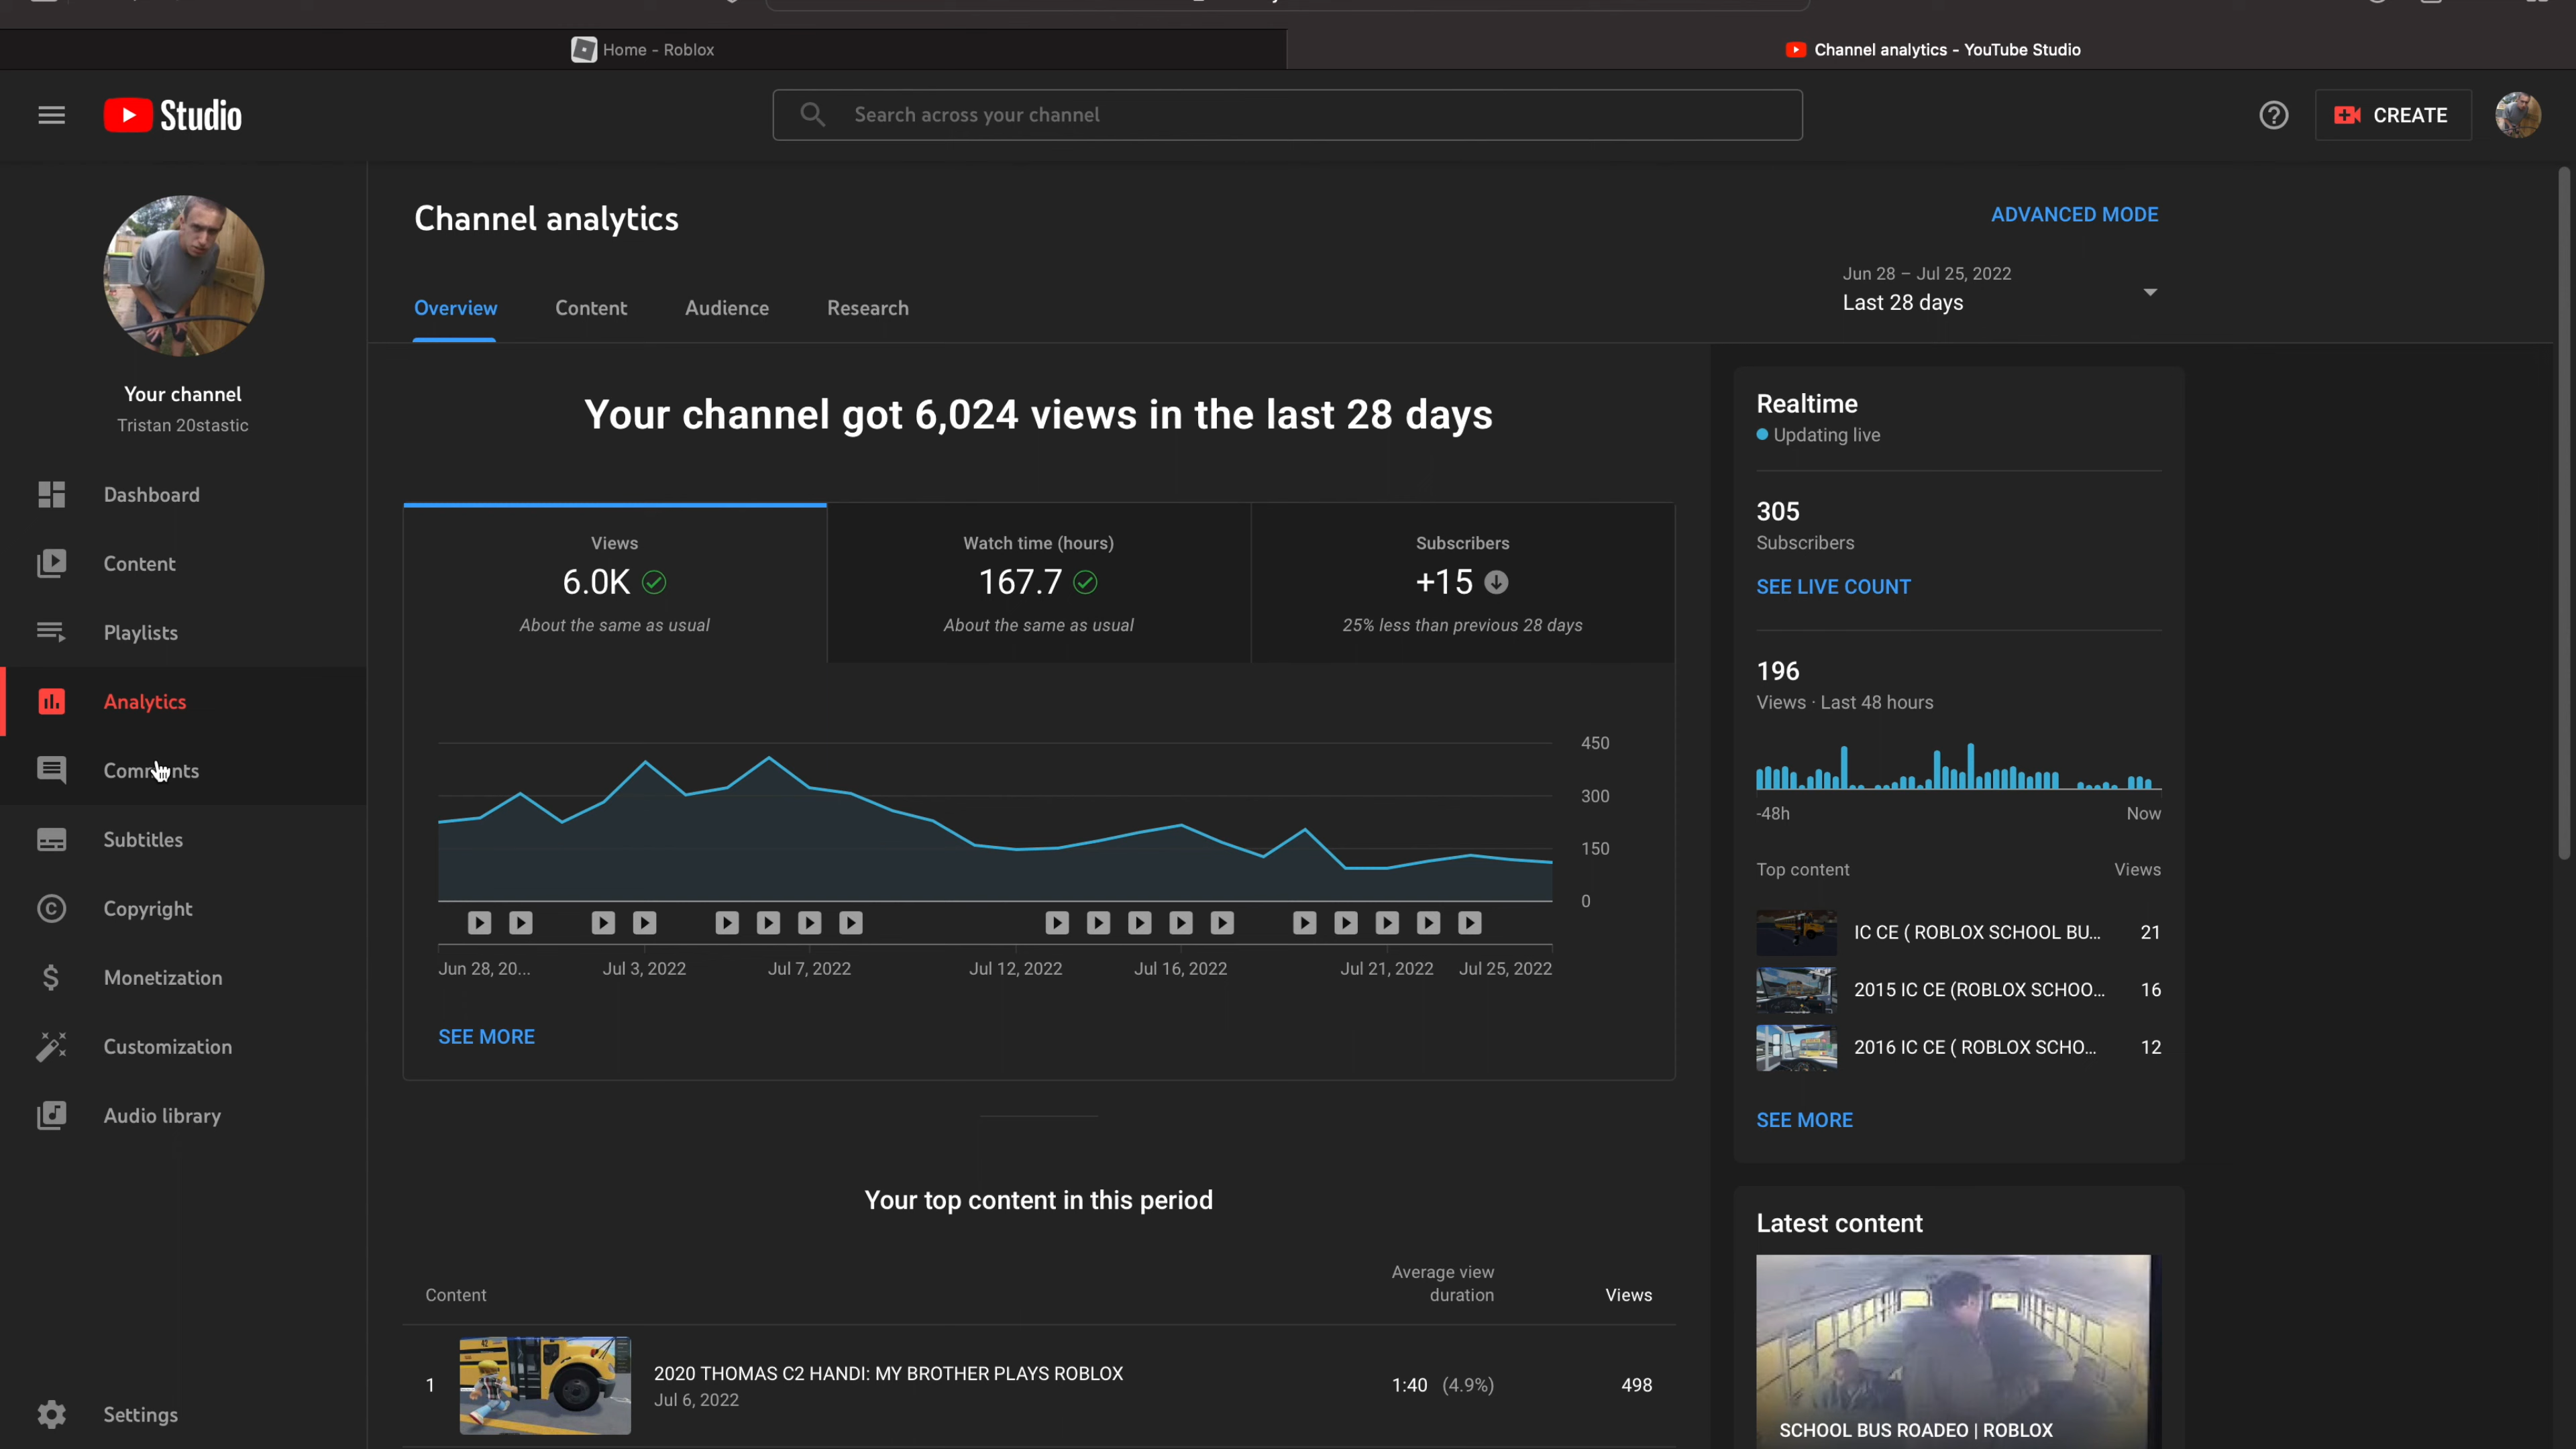 Home - Roblox
Channel analytics - YouTube Studio
Studio
Search across your channel
CREATE
Your channel
Tristan 20stastic
Dashboard
Content
Playlists
Analytics
Comments
Subtitles
Copyright
Monetization
Customization
Audio library
Settings
Channel analytics
ADVANCED MODE
Jun 28 – Jul 25, 2022
Last 28 days
Overview
Content
Audience
Research
Your channel got 6,024 views in the last 28 days
Views
6.0K
About the same as usual
Watch time (hours)
167.7
About the same as usual
Subscribers
+15
25% less than previous 28 days
450
300
150
0
Jun 28, 20...
Jul 3, 2022
Jul 7, 2022
Jul 12, 2022
Jul 16, 2022
Jul 21, 2022
Jul 25, 2022
SEE MORE
Your top content in this period
Content
Average view
duration
Views
1
2020 THOMAS C2 HANDI: MY BROTHER PLAYS ROBLOX
Jul 6, 2022
1:40 (4.9%)
498
Realtime
Updating live
305
Subscribers
SEE LIVE COUNT
196
Views · Last 48 hours
-48h
Now
Top content
Views
IC CE ( ROBLOX SCHOOL BU...
21
2015 IC CE (ROBLOX SCHOO...
16
2016 IC CE ( ROBLOX SCHO...
12
SEE MORE
Latest content
SCHOOL BUS ROADEO | ROBLOX